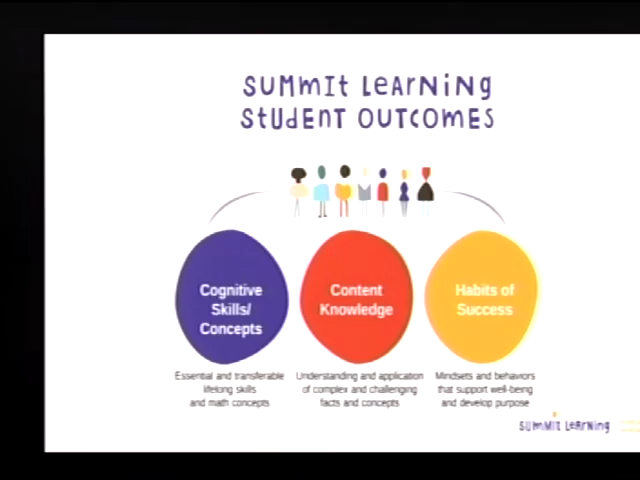 SUMMIT LEARNING
STUDENT OUTCOMES
Cognitive
Skills/
Concepts
Content
Knowledge
Habits of
Success
Essential and transferable
lifelong skills
and math concepts
Understanding and application
of complex and challenging
facts and concepts
Mindsets and behaviors
that support well-being
and develop purpose
SUMMIT LEARNING